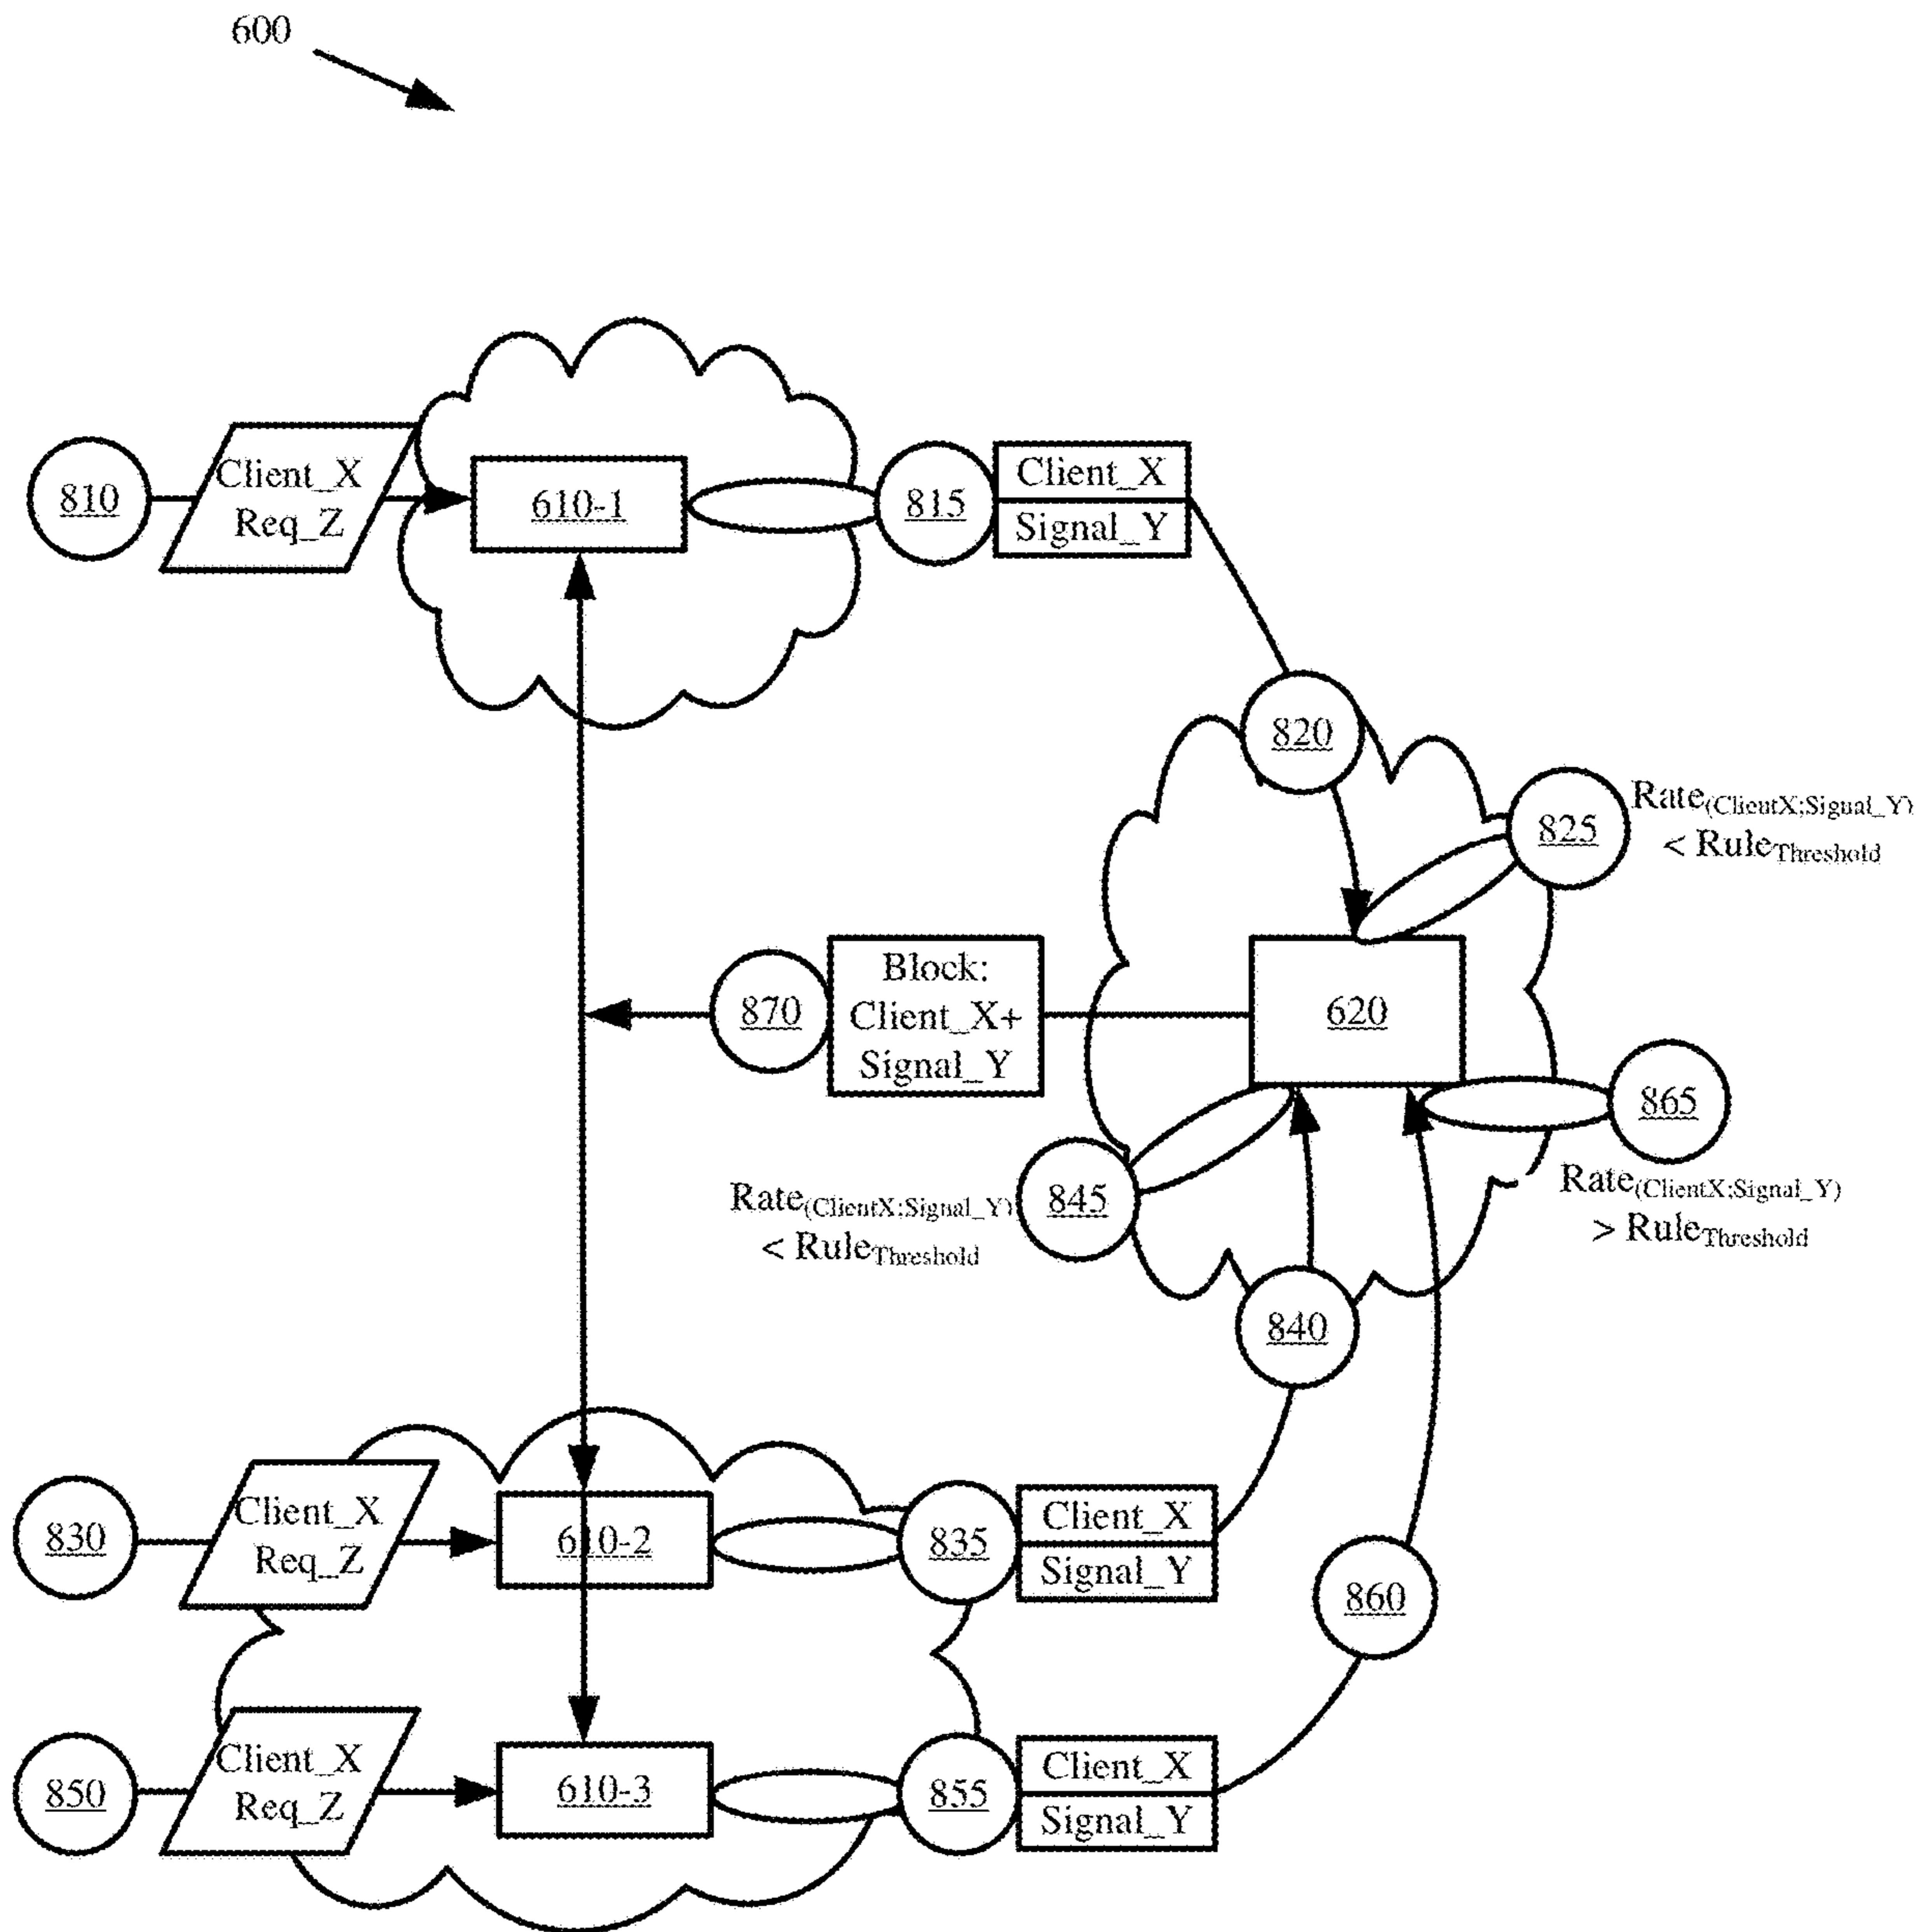 600
810
Client_X
Req_Z
610-1
815
Client_X
Signal_Y
820
825
Rate(ClientX;Signal_Y)
< RuleThreshold
870
Block:
Client_X+
Signal_Y
620
865
Rate(ClientX;Signal_Y)
> RuleThreshold
845
Rate(ClientX;Signal_Y)
< RuleThreshold
840
830
Client_X
Req_Z
610-2
835
Client_X
Signal_Y
860
850
Client_X
Req_Z
610-3
855
Client_X
Signal_Y